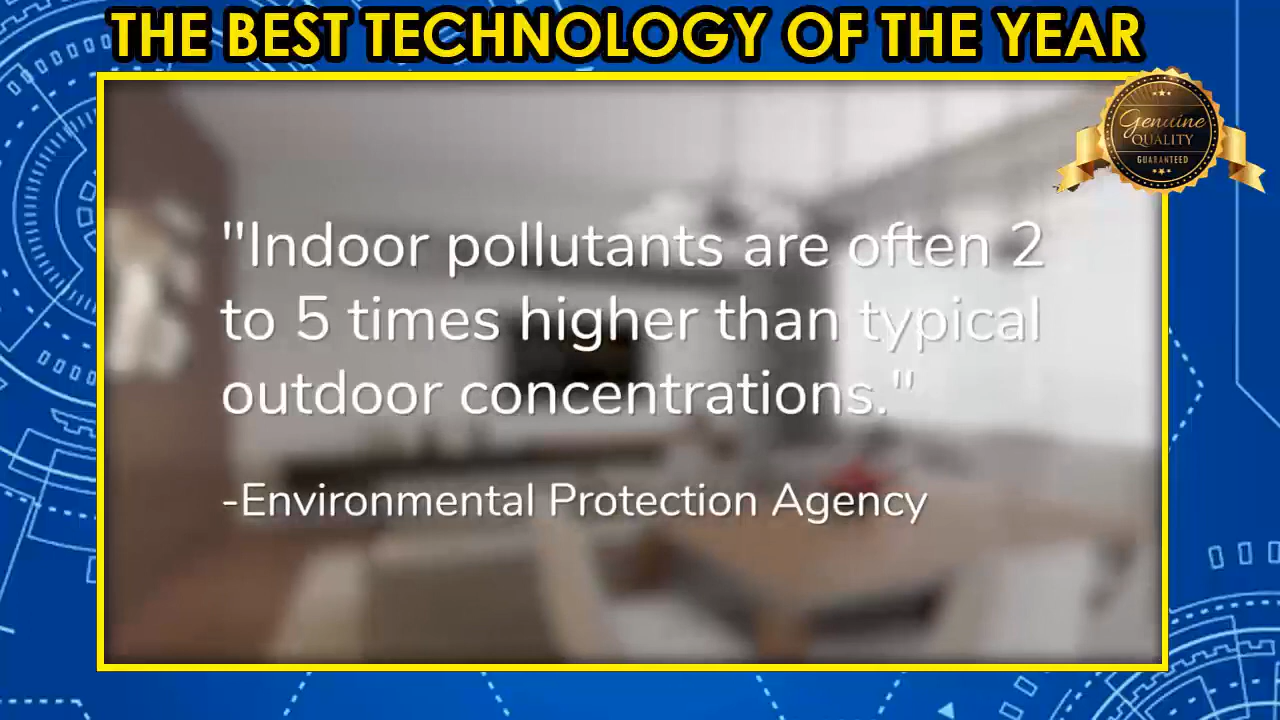 THE BEST TECHNOLOGY OF THE YEAR
Genuine
QUALITY
GUARANTEED
"Indoor pollutants are often 2
to 5 times higher than typical
outdoor concentrations."
-Environmental Protection Agency